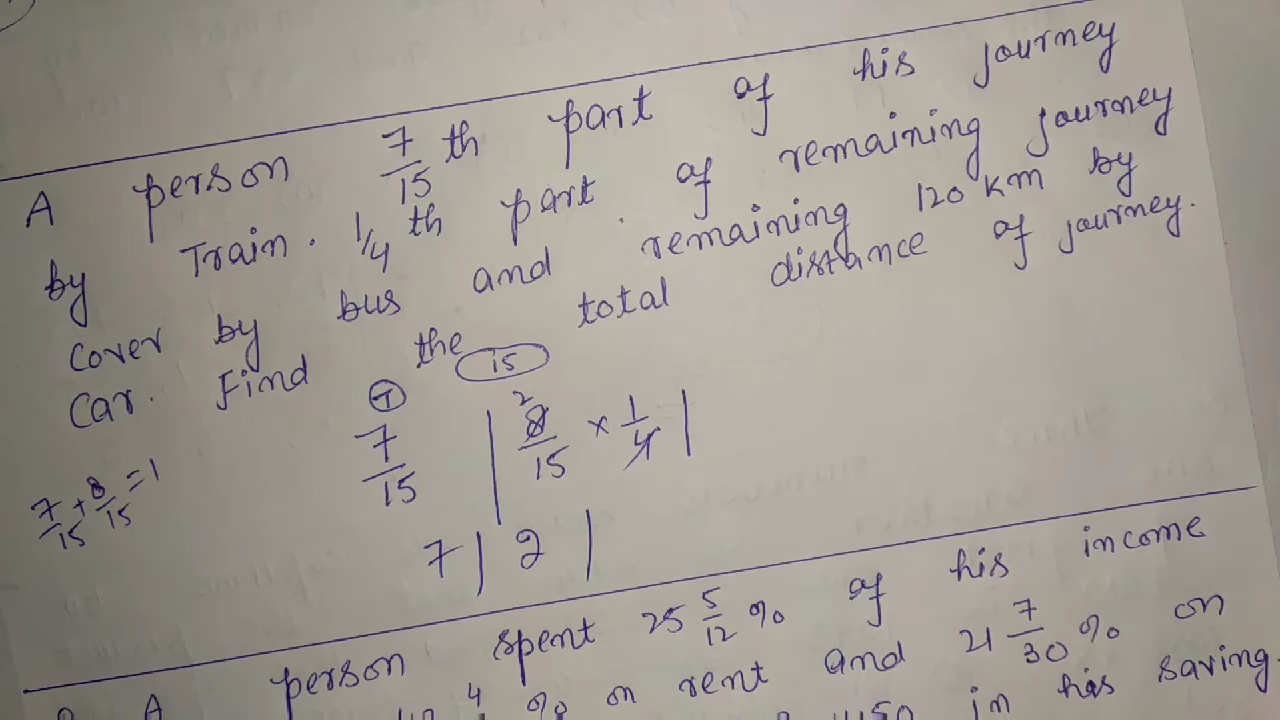 A person 7/15 th part of his journey
by Train. 1/4 th part of remaining journey
cover by bus and remaining 120 km by
car. Find the total distance of journey.
15
T
7/15 | 8/15 × 1/4 |
2
7/15 + 8/15 = 1
7 | 2 |
A person spent 25 5/12 % of his income
4 % on rent and 21 7/30 % on
in his saving.